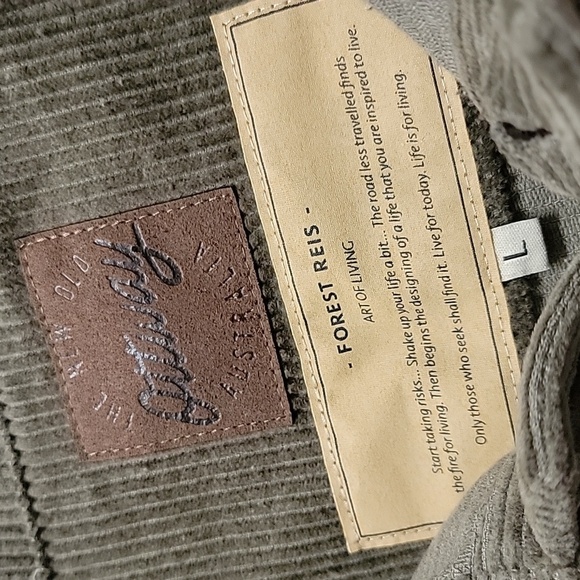 THE NEW OLD
Outway
AUSTRALIA
- FOREST REIS -
ART OF LIVING
Start taking risks... Shake up your life a bit... The road less travelled finds
the fire for living. Then begins the designing of a life that you are inspired to live.
Only those who seek shall find it. Live for today. Life is for living.
L